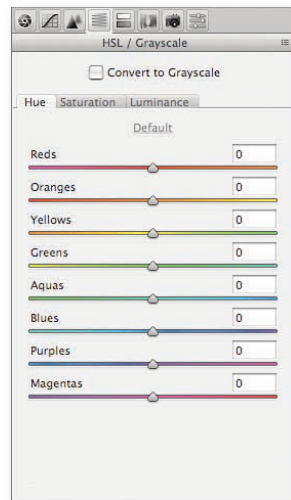 HSL / Grayscale
Convert to Grayscale
Hue Saturation Luminance
Default
Reds 0
Oranges 0
Yellows 0
Greens 0
Aquas 0
Blues 0
Purples 0
Magentas 0